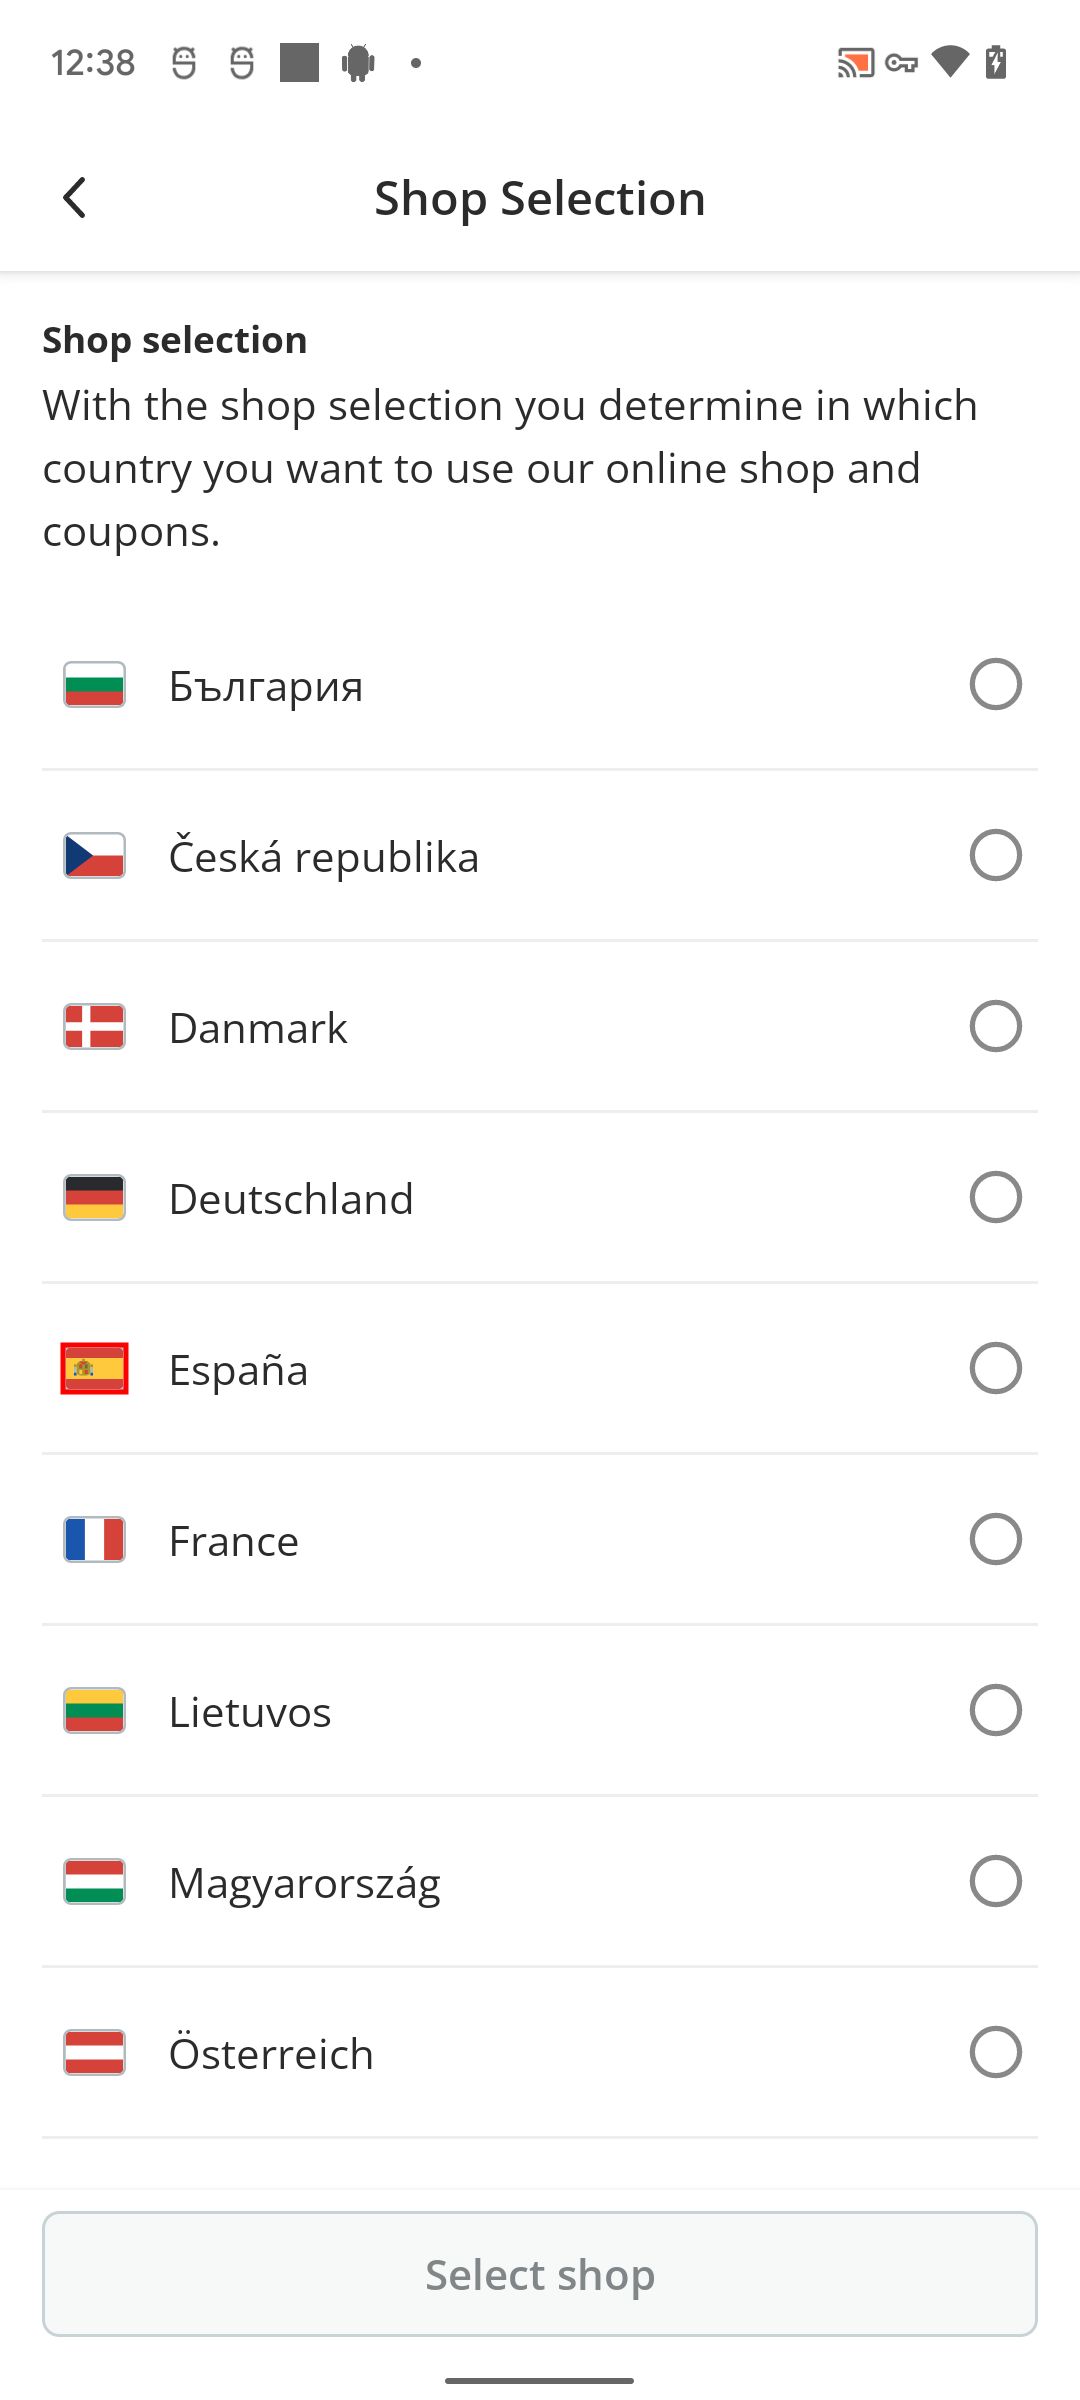 12:38
Shop Selection
Shop selection
With the shop selection you determine in which
country you want to use our online shop and
coupons.
България
Česká republika
Danmark
Deutschland
España
France
Lietuvos
Magyarország
Österreich
Select shop